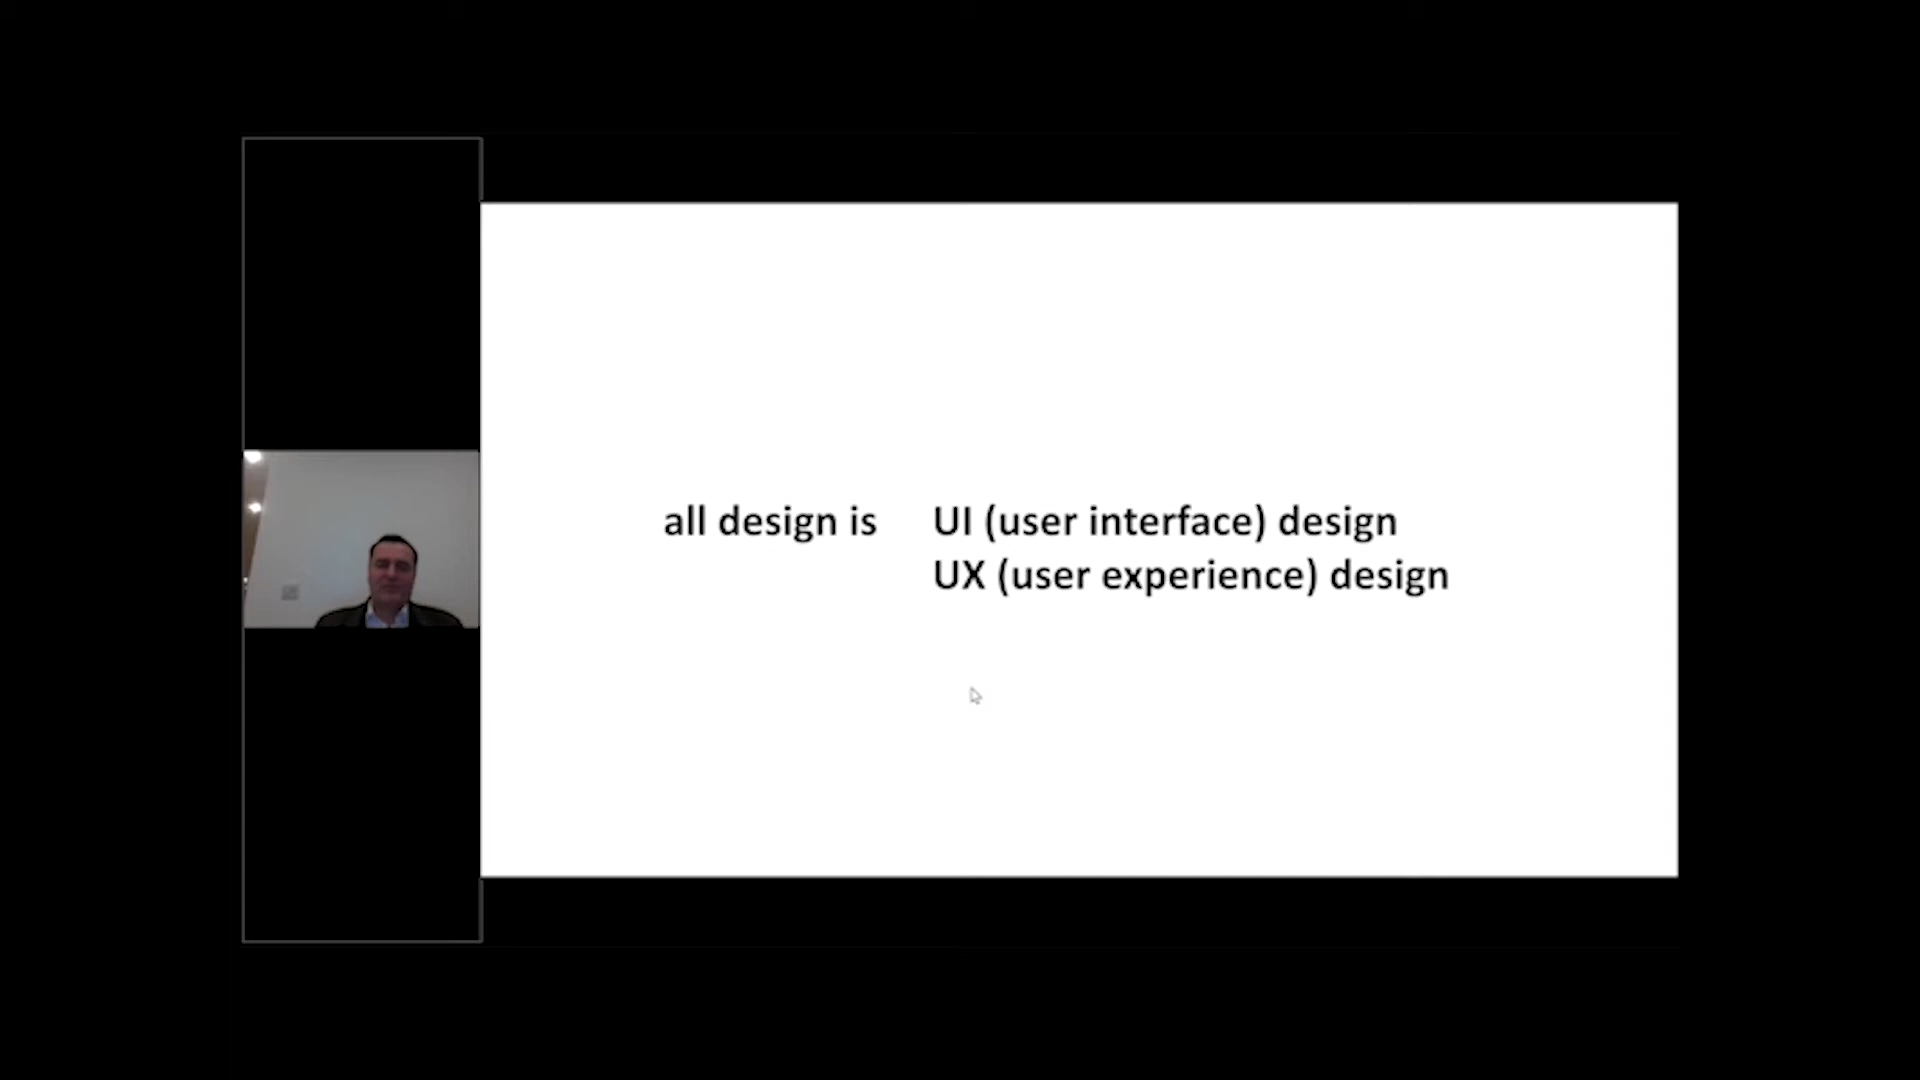 all design is UI (user interface) design
UX (user experience) design